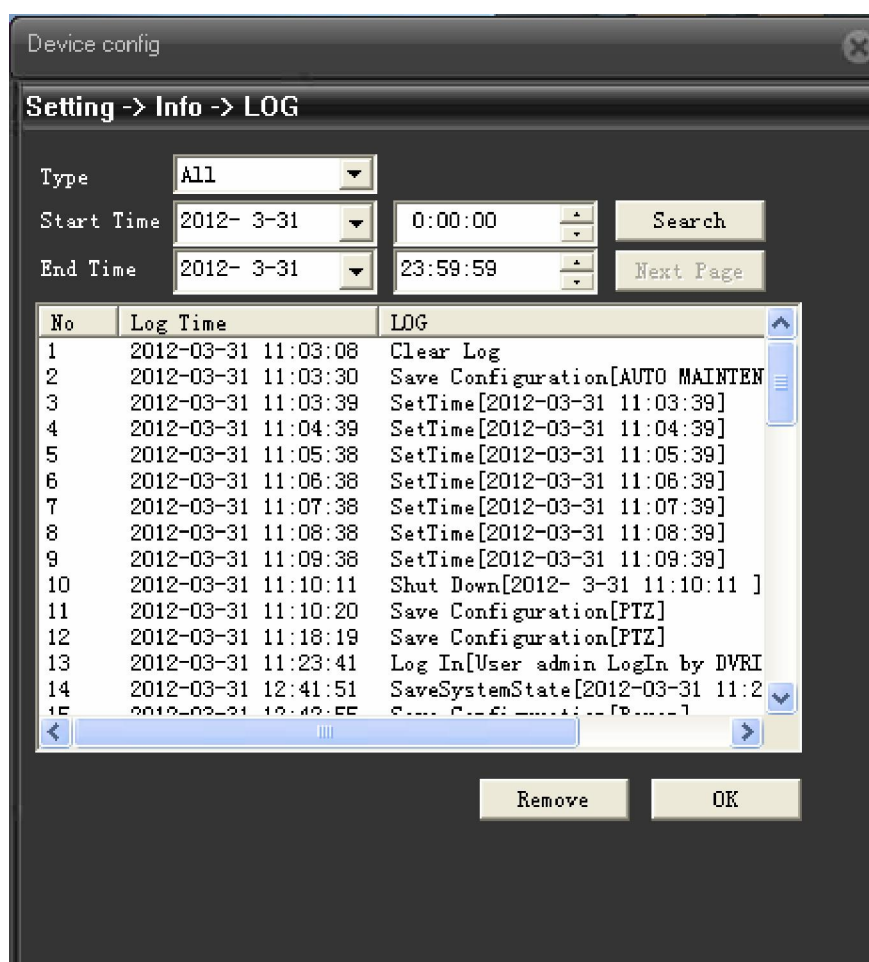 Device config
Setting -> Info -> LOG
Type All
Start Time 2012- 3-31 0:00:00 Search
End Time 2012- 3-31 23:59:59 Next Page
No Log Time LOG
1 2012-03-31 11:03:08 Clear Log
2 2012-03-31 11:03:30 Save Configuration[AUTO MAINTEN
3 2012-03-31 11:03:39 SetTime[2012-03-31 11:03:39]
4 2012-03-31 11:04:39 SetTime[2012-03-31 11:04:39]
5 2012-03-31 11:05:38 SetTime[2012-03-31 11:05:39]
6 2012-03-31 11:06:38 SetTime[2012-03-31 11:06:39]
7 2012-03-31 11:07:38 SetTime[2012-03-31 11:07:39]
8 2012-03-31 11:08:38 SetTime[2012-03-31 11:08:39]
9 2012-03-31 11:09:38 SetTime[2012-03-31 11:09:39]
10 2012-03-31 11:10:11 Shut Down[2012- 3-31 11:10:11 ]
11 2012-03-31 11:10:20 Save Configuration[PTZ]
12 2012-03-31 11:18:19 Save Configuration[PTZ]
13 2012-03-31 11:23:41 Log In[User admin LogIn by DVRI
14 2012-03-31 12:41:51 SaveSystemState[2012-03-31 11:2
15 2012-03-31 Save Configuration
Remove OK